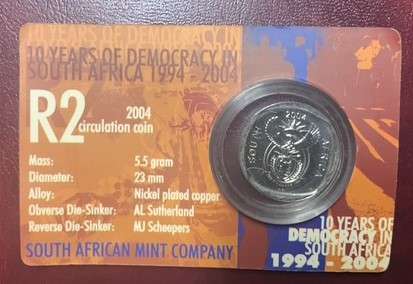 10 YEARS OF DEMOCRACY IN
SOUTH AFRICA 1994 - 2004
R2 2004
circulation coin
Mass: 5.5 gram
Diameter: 23 mm
Alloy: Nickel plated copper
Obverse Die-Sinker: AL Sutherland
Reverse Die-Sinker: MJ Scheepers
SOUTH AFRICAN MINT COMPANY
2004
SOUTH AFRICA
10 YEARS OF
DEMOCRACY IN
SOUTH AFRICA
1994 - 2004